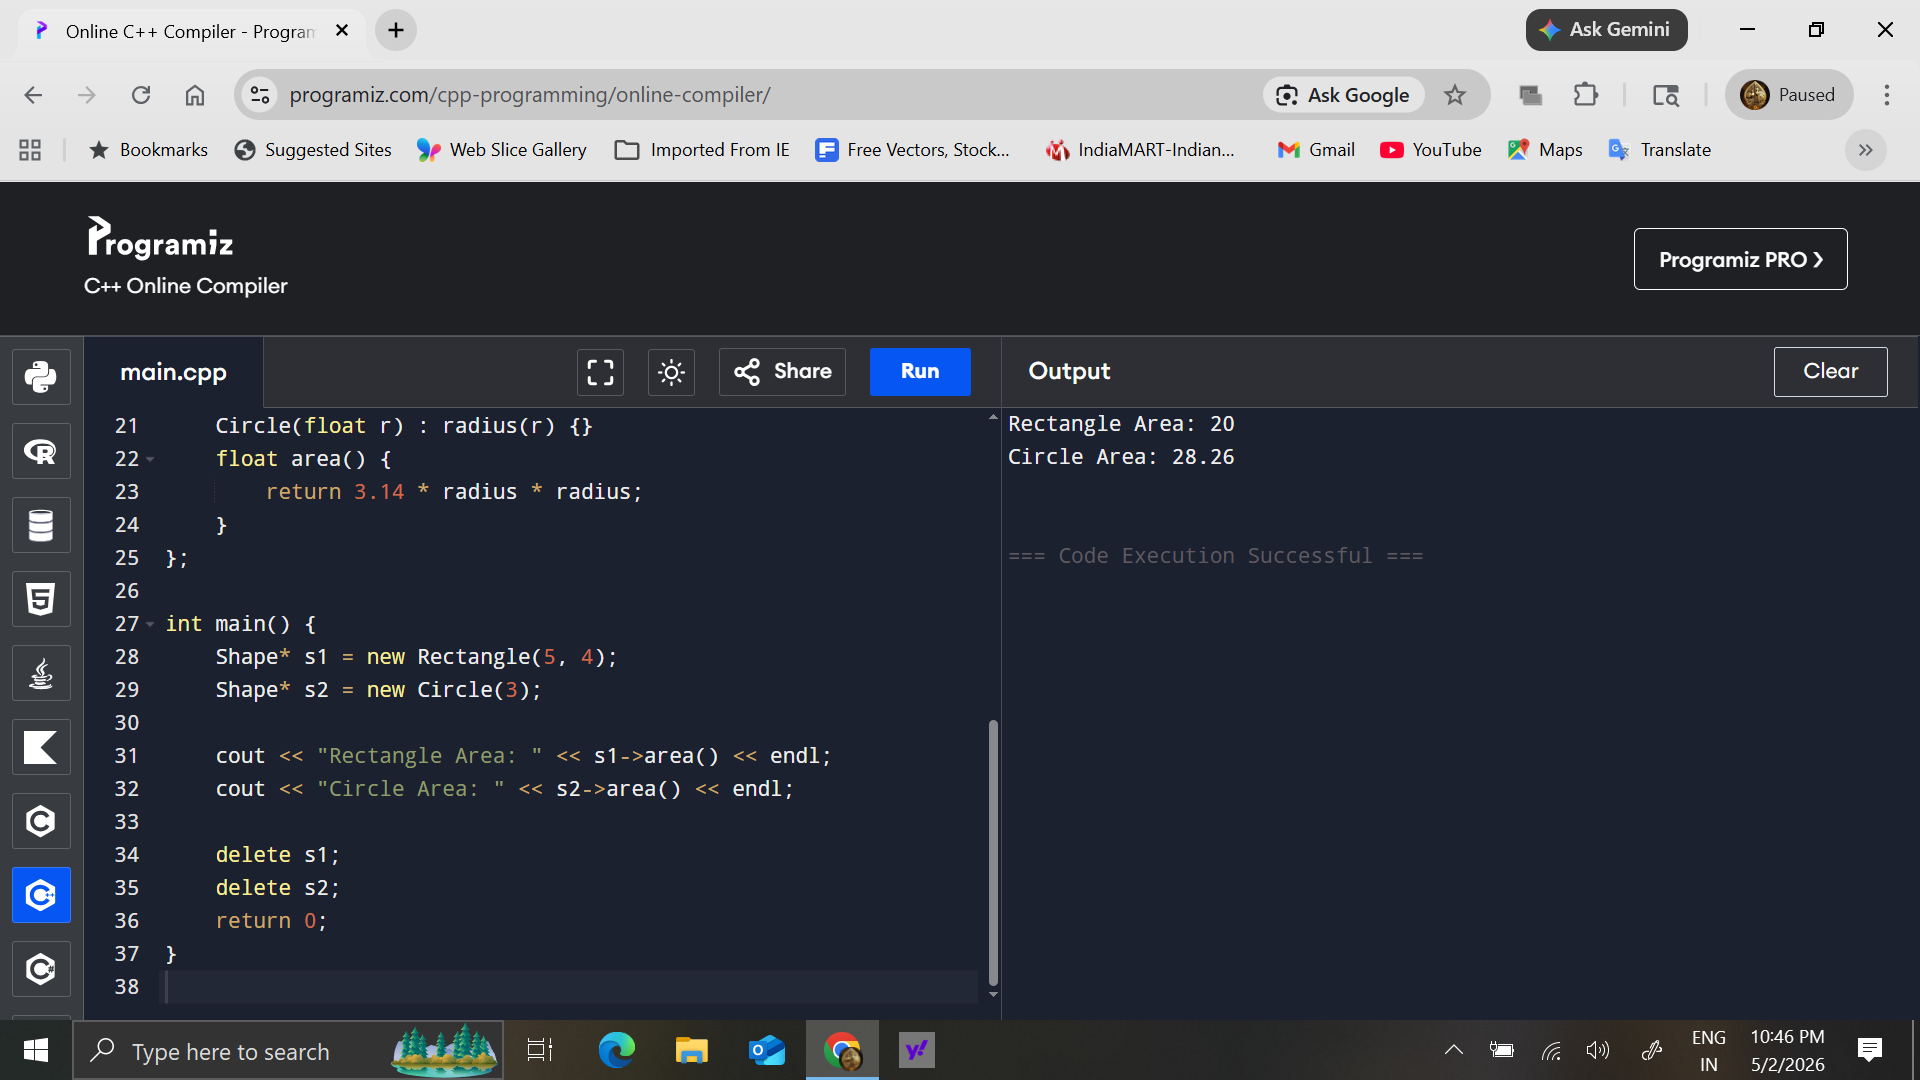 Online C++ Compiler - Program
Ask Gemini
programiz.com/cpp-programming/online-compiler/
Ask Google
Paused
Bookmarks
Suggested Sites
Web Slice Gallery
Imported From IE
Free Vectors, Stock...
IndiaMART-Indian...
Gmail
YouTube
Maps
Translate
Programiz
C++ Online Compiler
Programiz PRO
main.cpp
Share
Run
Output
Clear
21 Circle(float r) : radius(r) {}
22 float area() {
23 return 3.14 * radius * radius;
24 }
25 };
26
27 int main() {
28 Shape* s1 = new Rectangle(5, 4);
29 Shape* s2 = new Circle(3);
30
31 cout << "Rectangle Area: " << s1->area() << endl;
32 cout << "Circle Area: " << s2->area() << endl;
33
34 delete s1;
35 delete s2;
36 return 0;
37 }
38
Rectangle Area: 20
Circle Area: 28.26
=== Code Execution Successful ===
Type here to search
ENG
IN
10:46 PM
5/2/2026